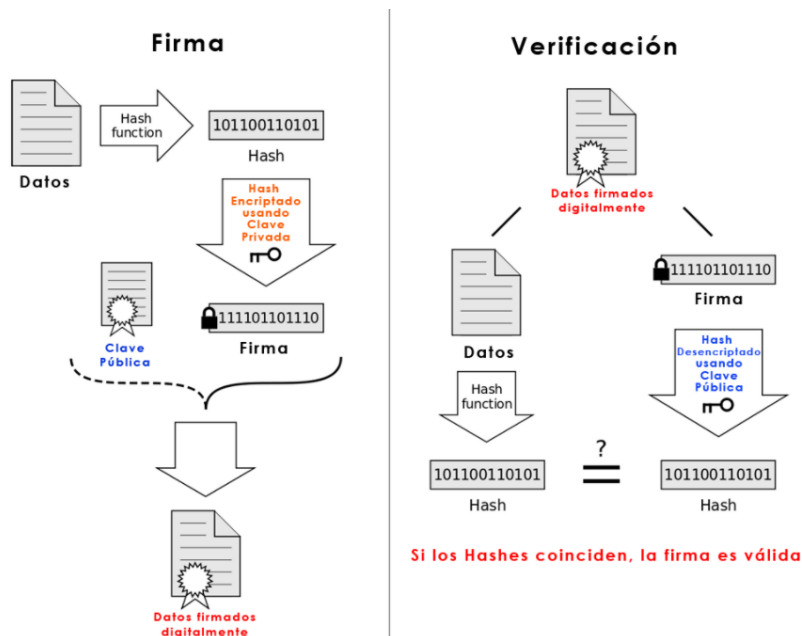 Firma
Hash
function
101100110101
Hash
Datos
Hash
Encriptado
usando
Clave
Privada
111101101110
Firma
Clave
Pública
Datos firmados
digitalmente
Verificación
Datos firmados
digitalmente
111101101110
Firma
Datos
Hash
Desencriptado
usando
Clave
Pública
Hash
function
?
101100110101
Hash
101100110101
Hash
Si los Hashes coinciden, la firma es válida